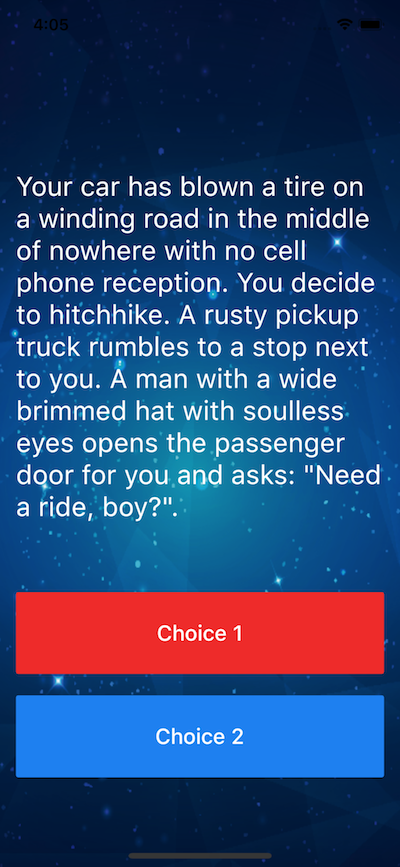 4:05
Your car has blown a tire on
a winding road in the middle
of nowhere with no cell
phone reception. You decide
to hitchhike. A rusty pickup
truck rumbles to a stop next
to you. A man with a wide
brimmed hat with soulless
eyes opens the passenger
door for you and asks: "Need
a ride, boy?".
Choice 1
Choice 2